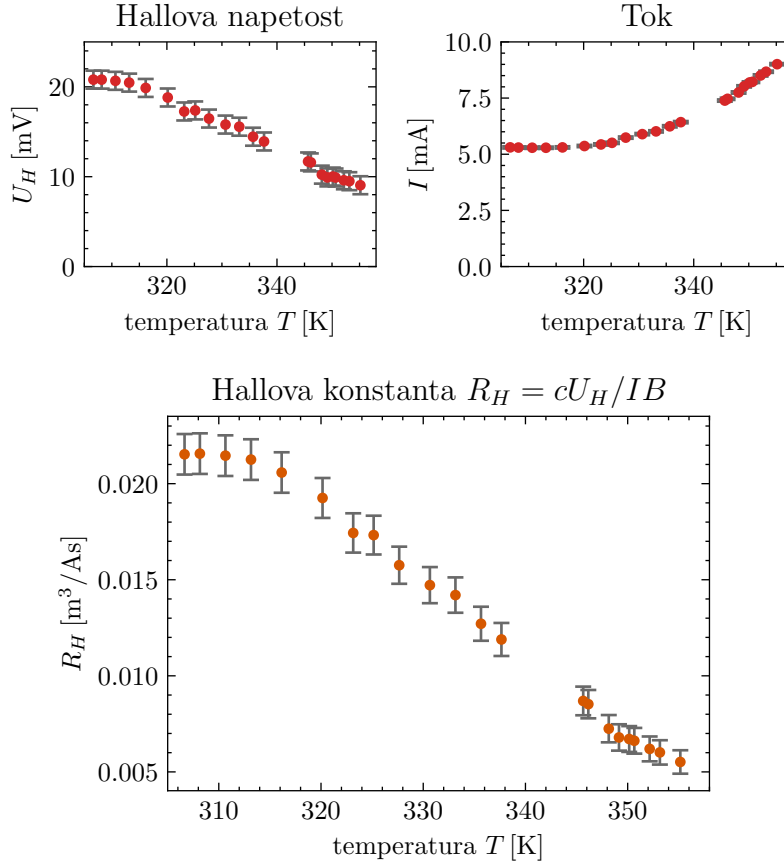 Hallova napetost
20
10
0
320
340
U_H [mV]
temperatura T [K]
Tok
10.0
7.5
5.0
2.5
0.0
320
340
I [mA]
temperatura T [K]
Hallova konstanta R_H = cU_H/IB
0.020
0.015
0.010
0.005
310
320
330
340
350
R_H [m³/As]
temperatura T [K]